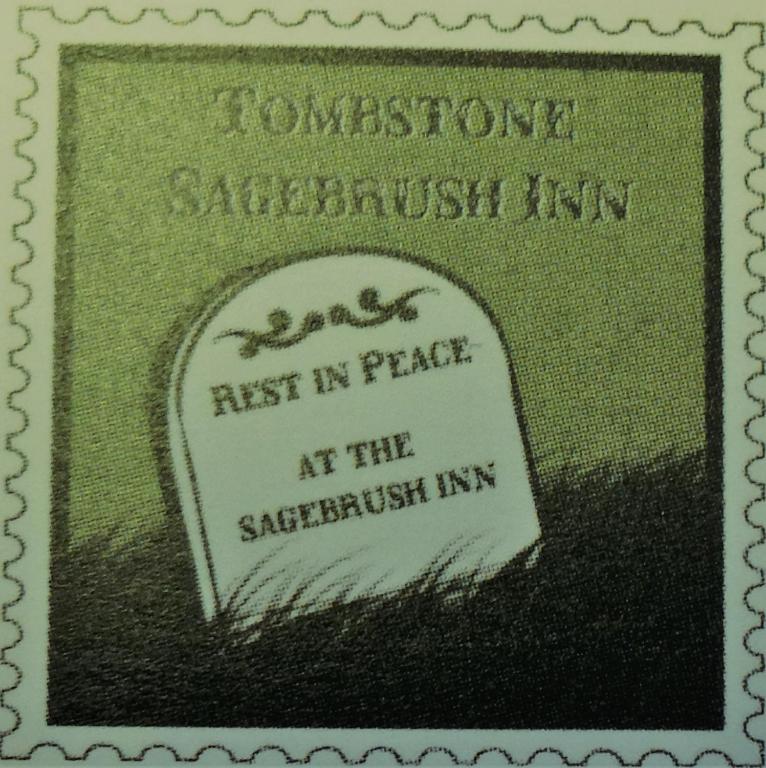 TOMBSTONE
SAGEBRUSH INN
REST IN PEACE
AT THE
SAGEBRUSH INN